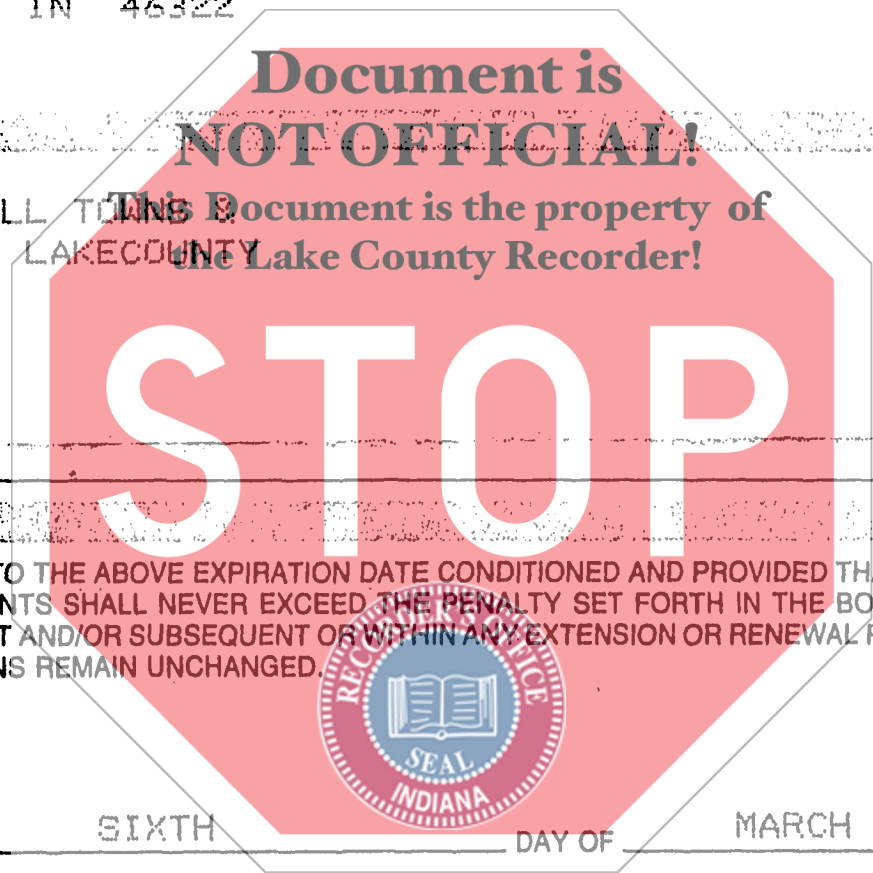 IN 46322
Document is
NOT OFFICIAL!
This Document is the property of
LL TOWNS &
the Lake County Recorder!
LAKECOUNTY
STOP
TO THE ABOVE EXPIRATION DATE CONDITIONED AND PROVIDED THA
NTS SHALL NEVER EXCEED THE PENALTY SET FORTH IN THE BO
T AND/OR SUBSEQUENT OR WITHIN ANY EXTENSION OR RENEWAL
NS REMAIN UNCHANGED.
RECORDER'S OFFICE
SEAL
INDIANA
SIXTH DAY OF MARCH